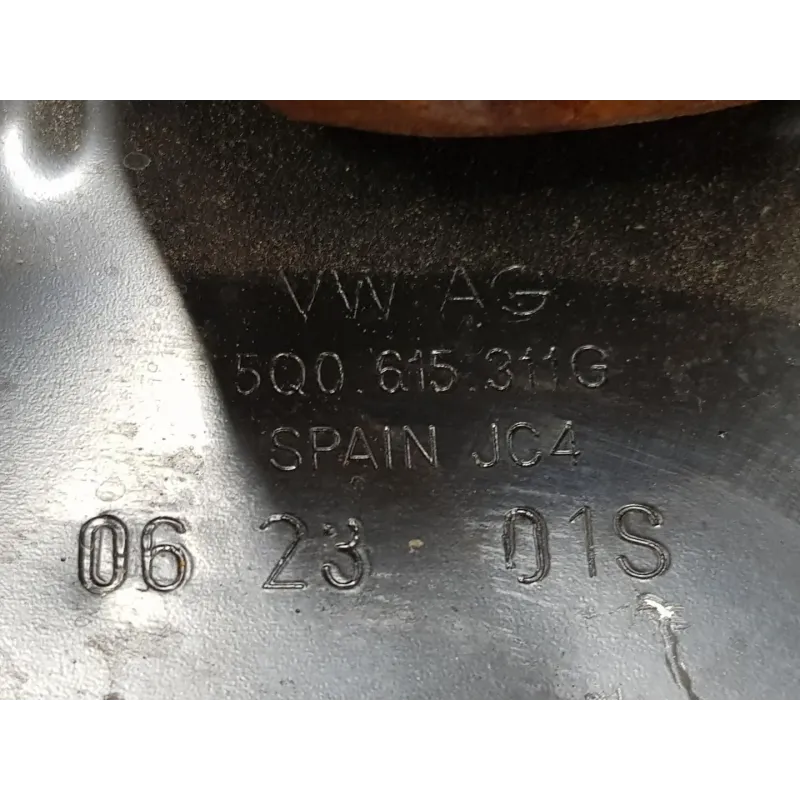 VW AG
5Q0.615.311G
SPAIN JC4
06 23 01S